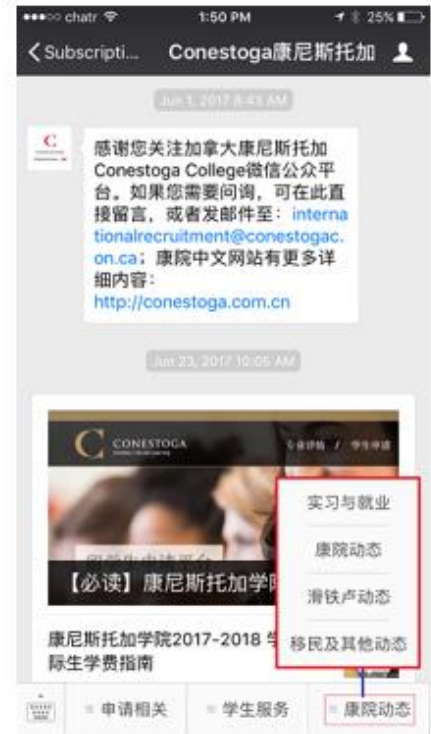 chatr 1:50 PM 25%
Subscripti... Conestoga康尼斯托加
Jun 1, 2017 8:43 AM
感谢您关注加拿大康尼斯托加
Conestoga College微信公众平
台。如果您需要问询，可在此直
接留言，或者发邮件至：interna
tionalrecruitment@conestogac.
on.ca；康院中文网站有更多详
细内容：
http://conestoga.com.cn
Jun 23, 2017 10:05 AM
C CONESTOGA
专业详情 / 学生申请
【必读】康尼斯托加学
康尼斯托加学院2017-2018 学
际生学费指南
实习与就业
康院动态
滑铁卢动态
移民及其他动态
申请相关 学生服务 康院动态